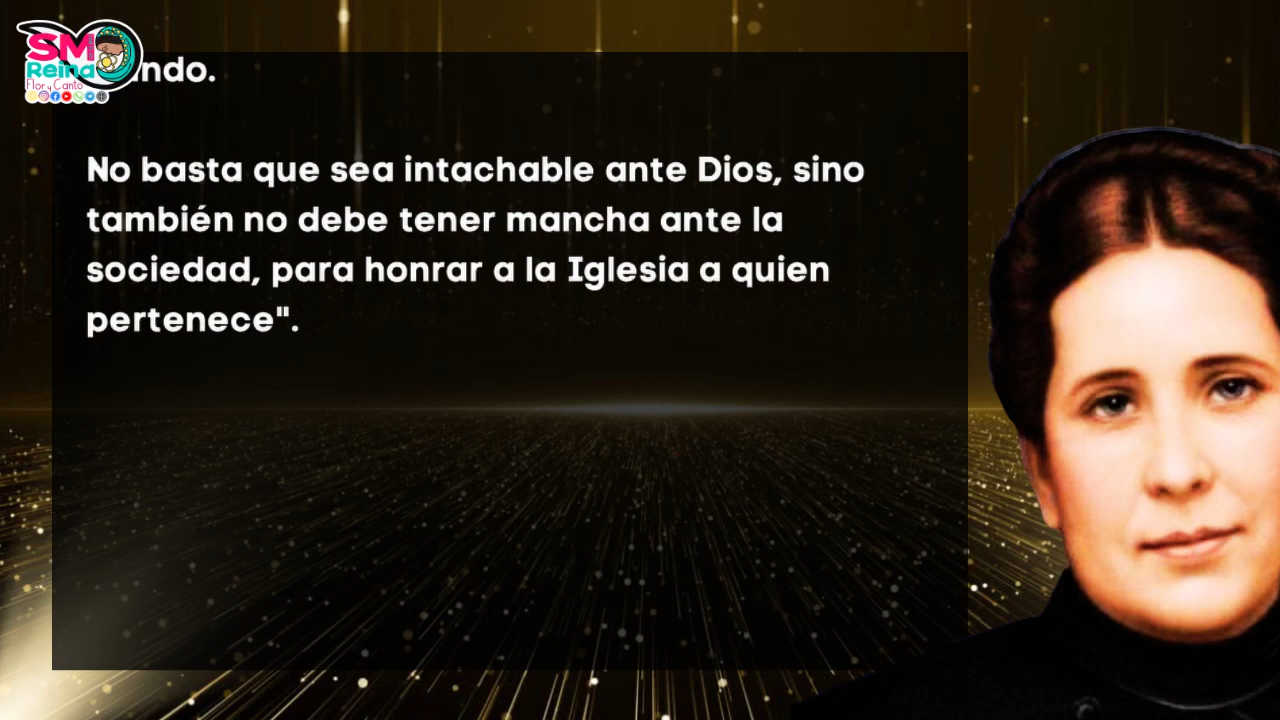 SM
Reina
Flor y Canto
ndo.
No basta que sea intachable ante Dios, sino
también no debe tener mancha ante la
sociedad, para honrar a la Iglesia a quien
pertenece".